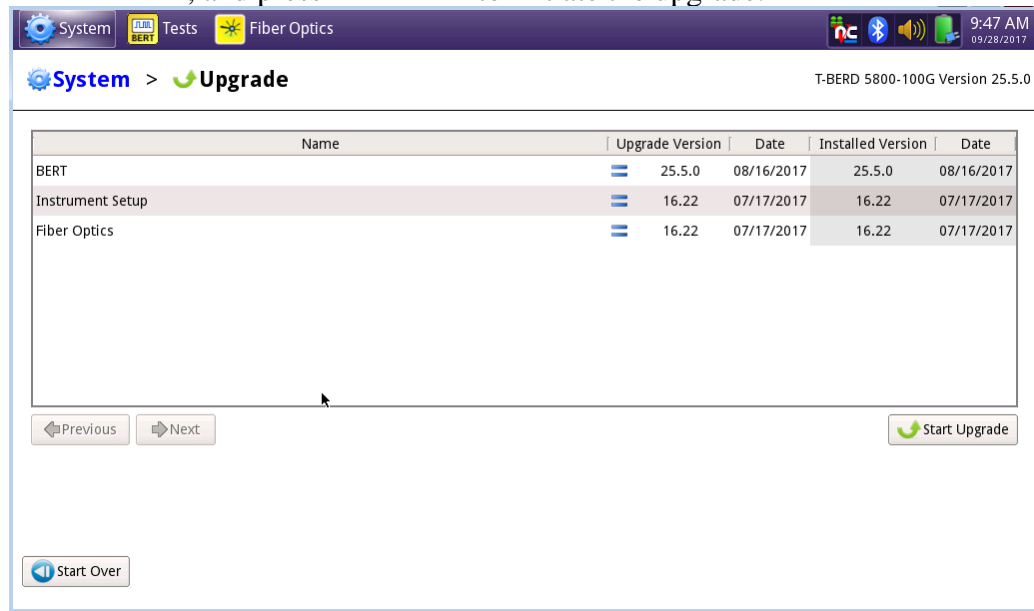 System BERT Tests Fiber Optics 9:47 AM
09/28/2017
System > Upgrade T-BERD 5800-100G Version 25.5.0
Name Upgrade Version Date Installed Version Date
BERT = 25.5.0 08/16/2017 25.5.0 08/16/2017
Instrument Setup = 16.22 07/17/2017 16.22 07/17/2017
Fiber Optics = 16.22 07/17/2017 16.22 07/17/2017
Previous Next Start Upgrade
Start Over